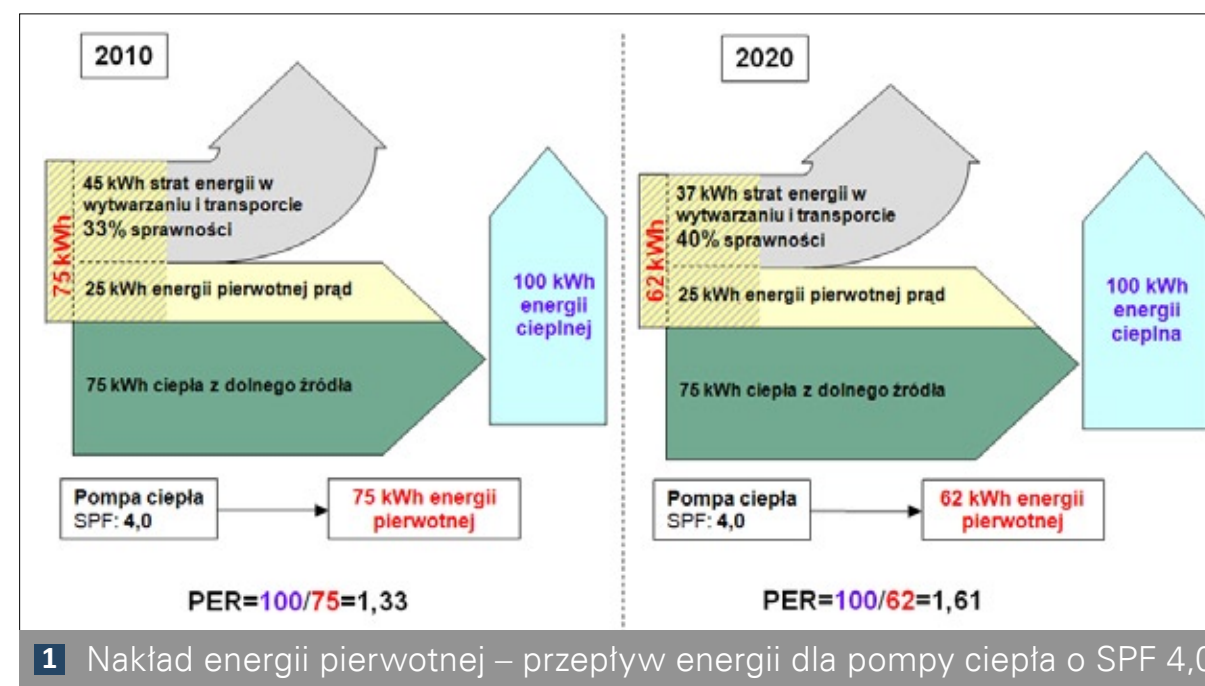 2010
45 kWh strat energii w
wytwarzaniu i transporcie
33% sprawności
75 kWh
25 kWh energii pierwotnej prąd
75 kWh ciepła z dolnego źródła
100 kWh
energii
cieplnej
Pompa ciepła
SPF: 4,0
75 kWh energii
pierwotnej
PER=100/75=1,33
2020
37 kWh strat energii w
wytwarzaniu i transporcie
40% sprawności
62 kWh
25 kWh energii pierwotnej prąd
75 kWh ciepła z dolnego źródła
100 kWh
energii
cieplna
Pompa ciepła
SPF: 4,0
62 kWh energii
pierwotnej
PER=100/62=1,61
1 Nakład energii pierwotnej – przepływ energii dla pompy ciepła o SPF 4,0